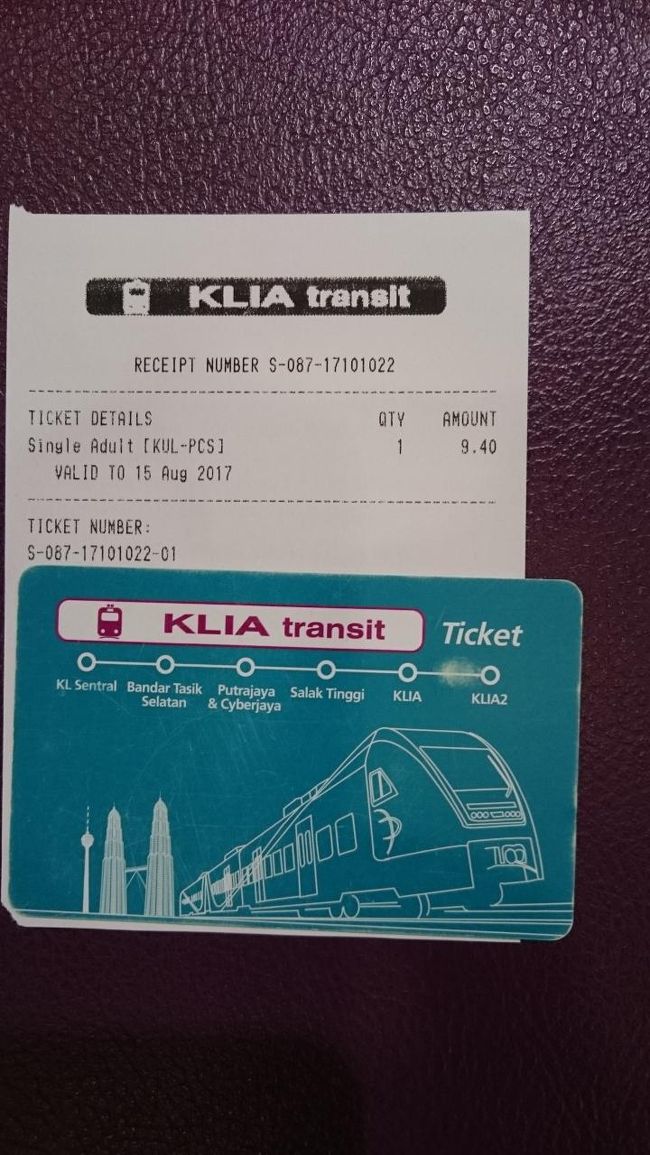 KLIA transit
RECEIPT NUMBER S-087-17101022
TICKET DETAILS QTY AMOUNT
Single Adult [KUL-PCS] 1 9.40
VALID TO 15 Aug 2017
TICKET NUMBER:
S-087-17101022-01
KLIA transit Ticket
KL Sentral
Bandar Tasik
Selatan
Putrajaya
& Cyberjaya
Salak Tinggi
KLIA
KLIA2